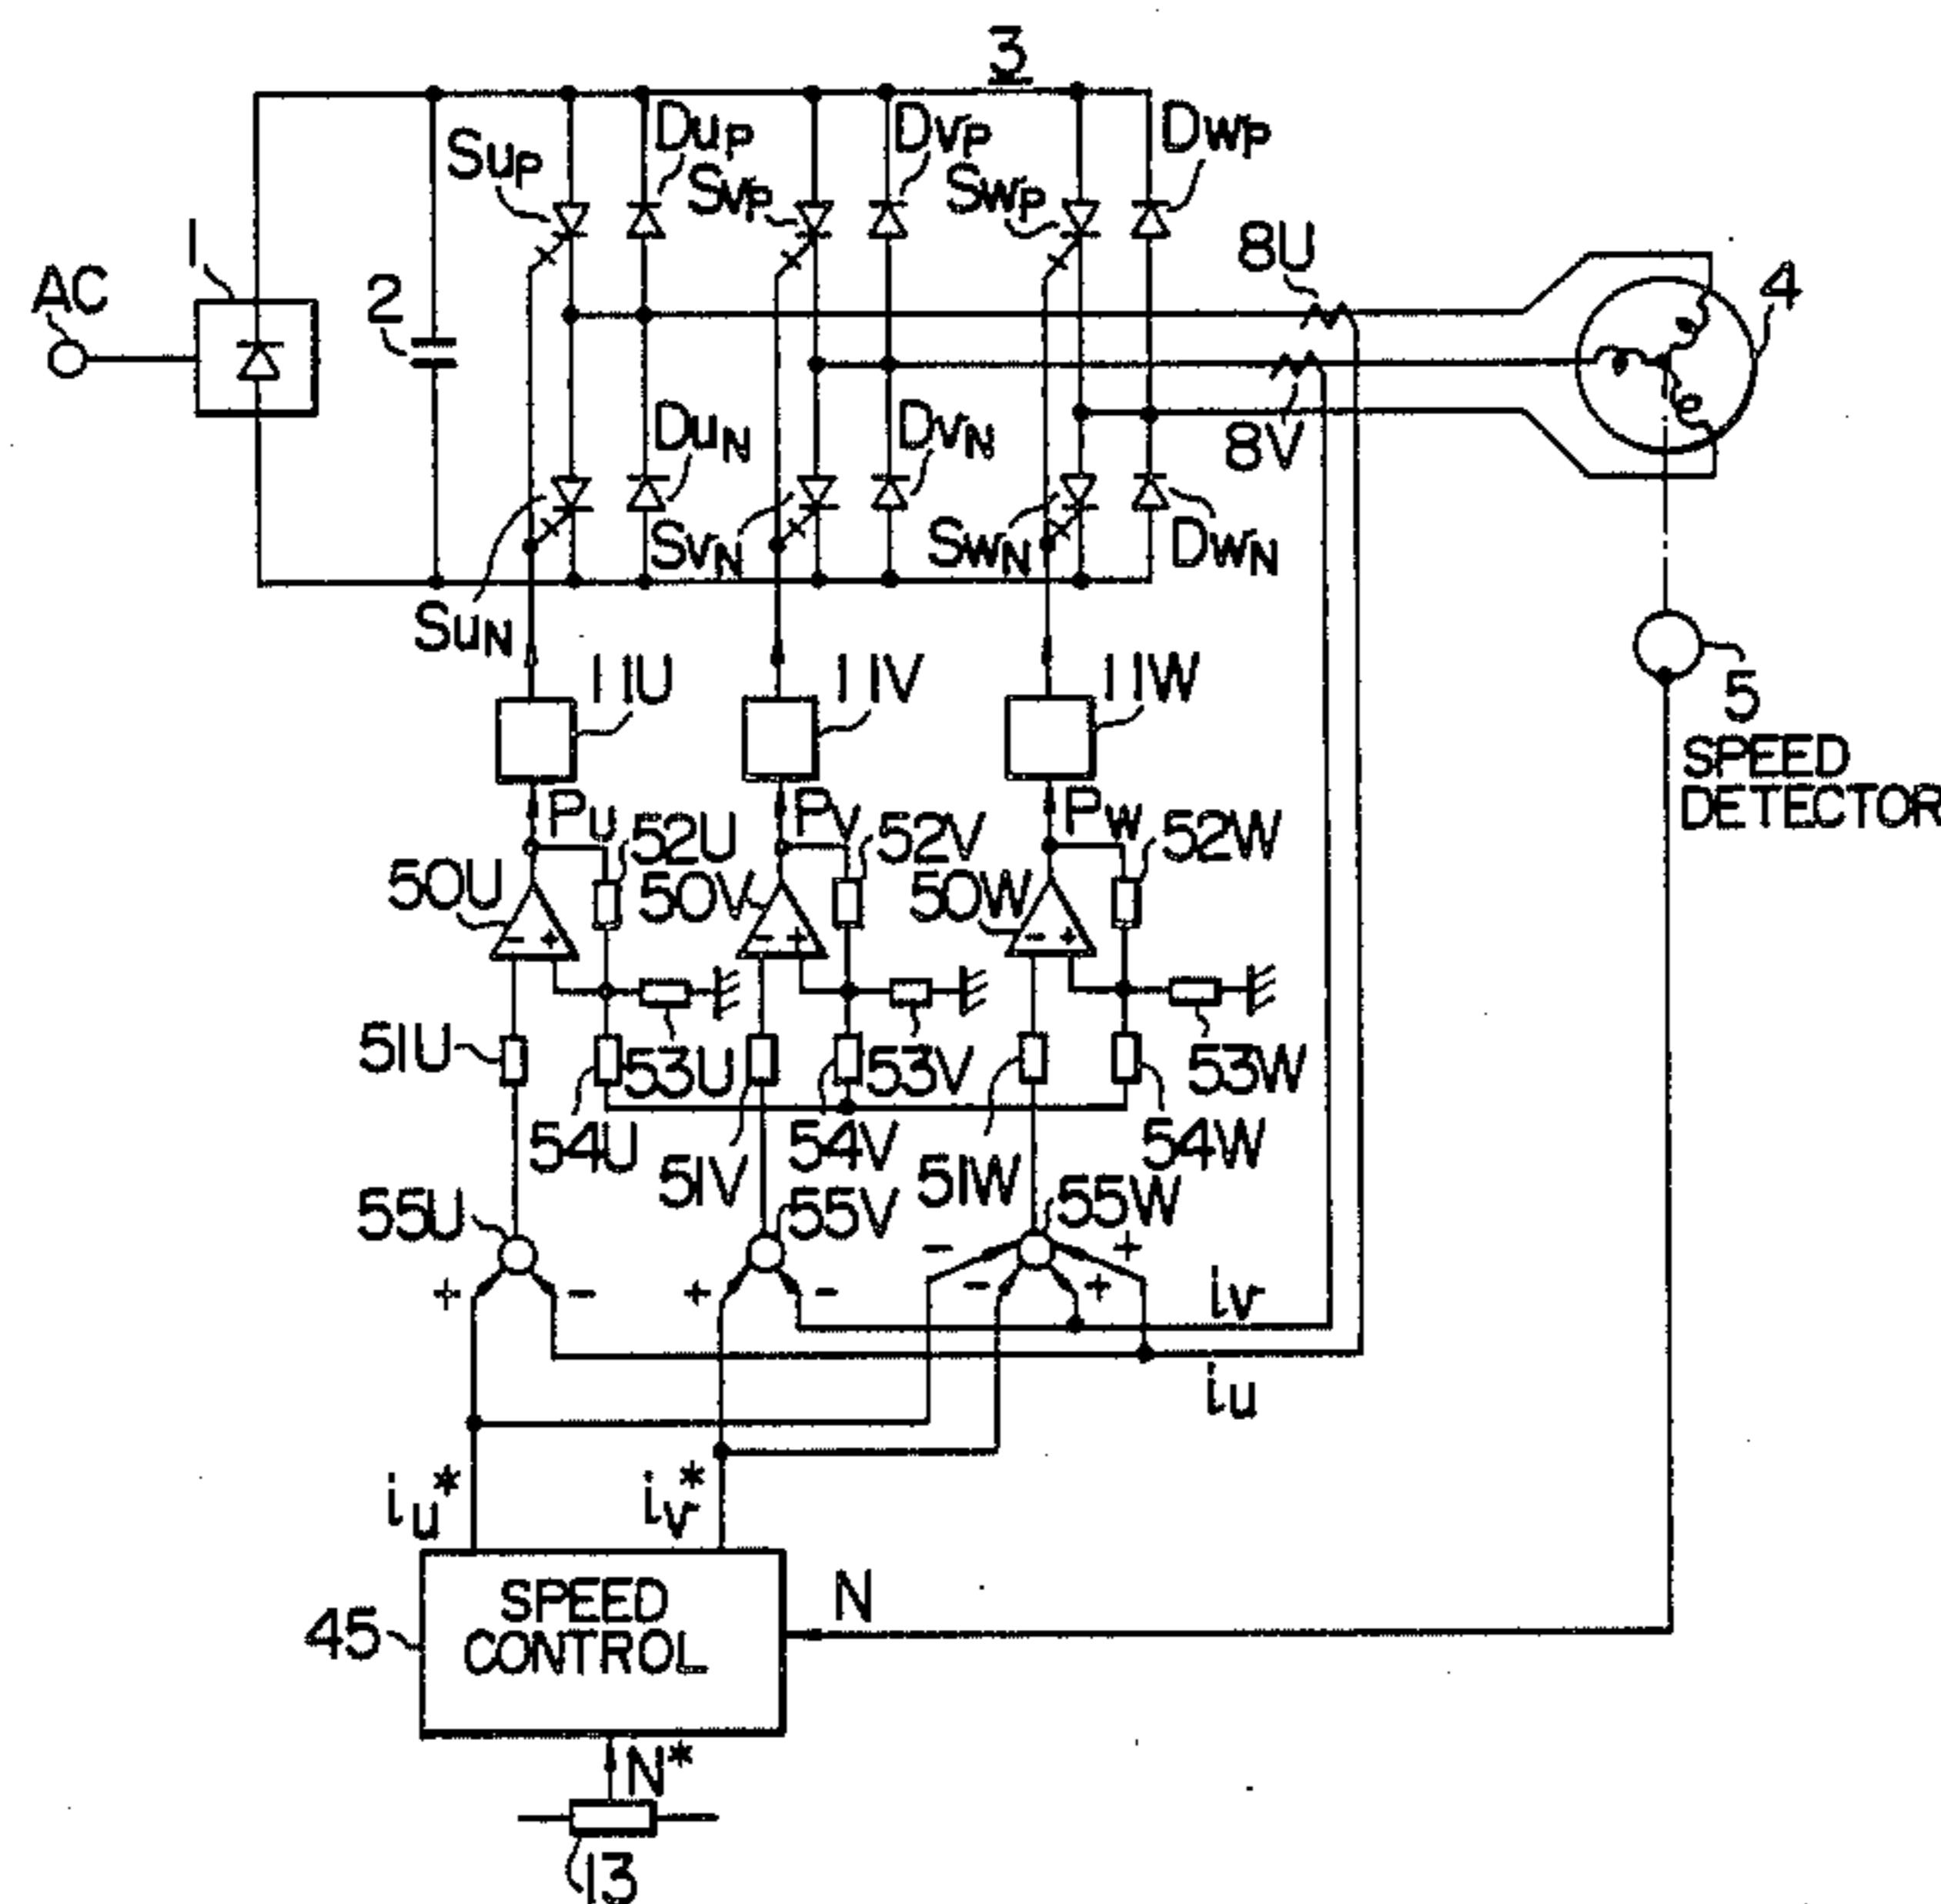 3
Sup Dup Svp Dvp Swp Dwp
1
AC
2
8U
4
DuN DvN
8V
SuN SvN SwN DwN
5
SPEED
DETECTOR
11U 11V 11W
Pu Pv Pw
52U 52V 52W
50U 50V 50W
- + - + - +
51U 53U 53V 53W
54U 51V 54V 51W 54W
55U 55V 55W
+ - + - - - + +
iv
iu
iu* iv*
SPEED
CONTROL
45
N
N*
13